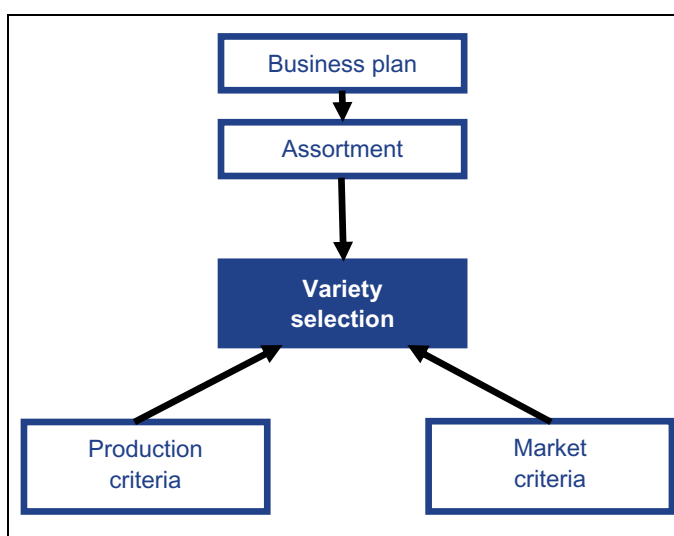 Business plan
Assortment
Variety
selection
Production
criteria
Market
criteria